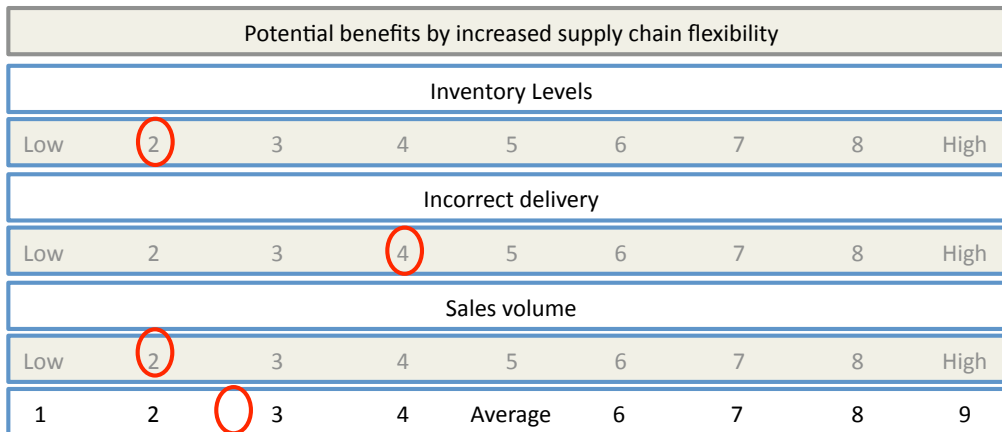 Potential benefits by increased supply chain flexibility
Inventory Levels
Low 2 3 4 5 6 7 8 High
Incorrect delivery
Low 2 3 4 5 6 7 8 High
Sales volume
Low 2 3 4 5 6 7 8 High
1 2 3 4 Average 6 7 8 9